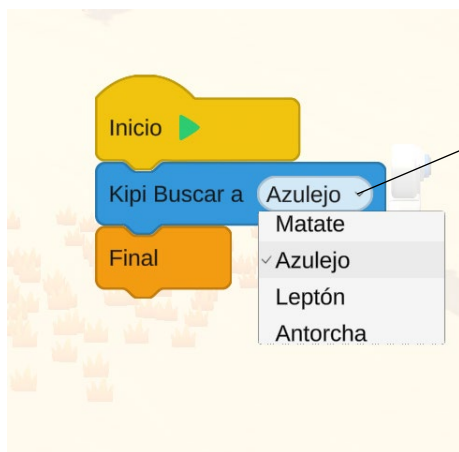 Inicio
Kipi Buscar a Azulejo
Matate
Final
Azulejo
Leptón
Antorcha